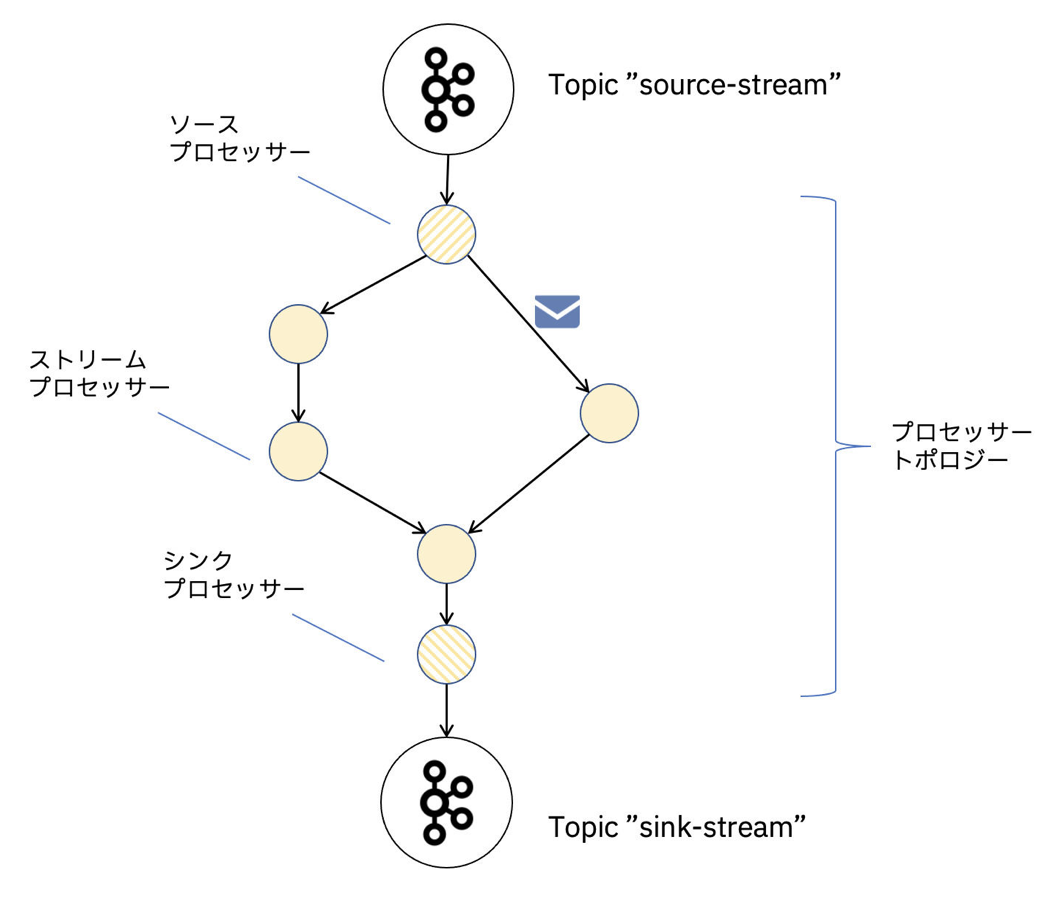 Topic ”source-stream”
ソース
プロセッサー
ストリーム
プロセッサー
プロセッサー
トポロジー
シンク
プロセッサー
Topic ”sink-stream”